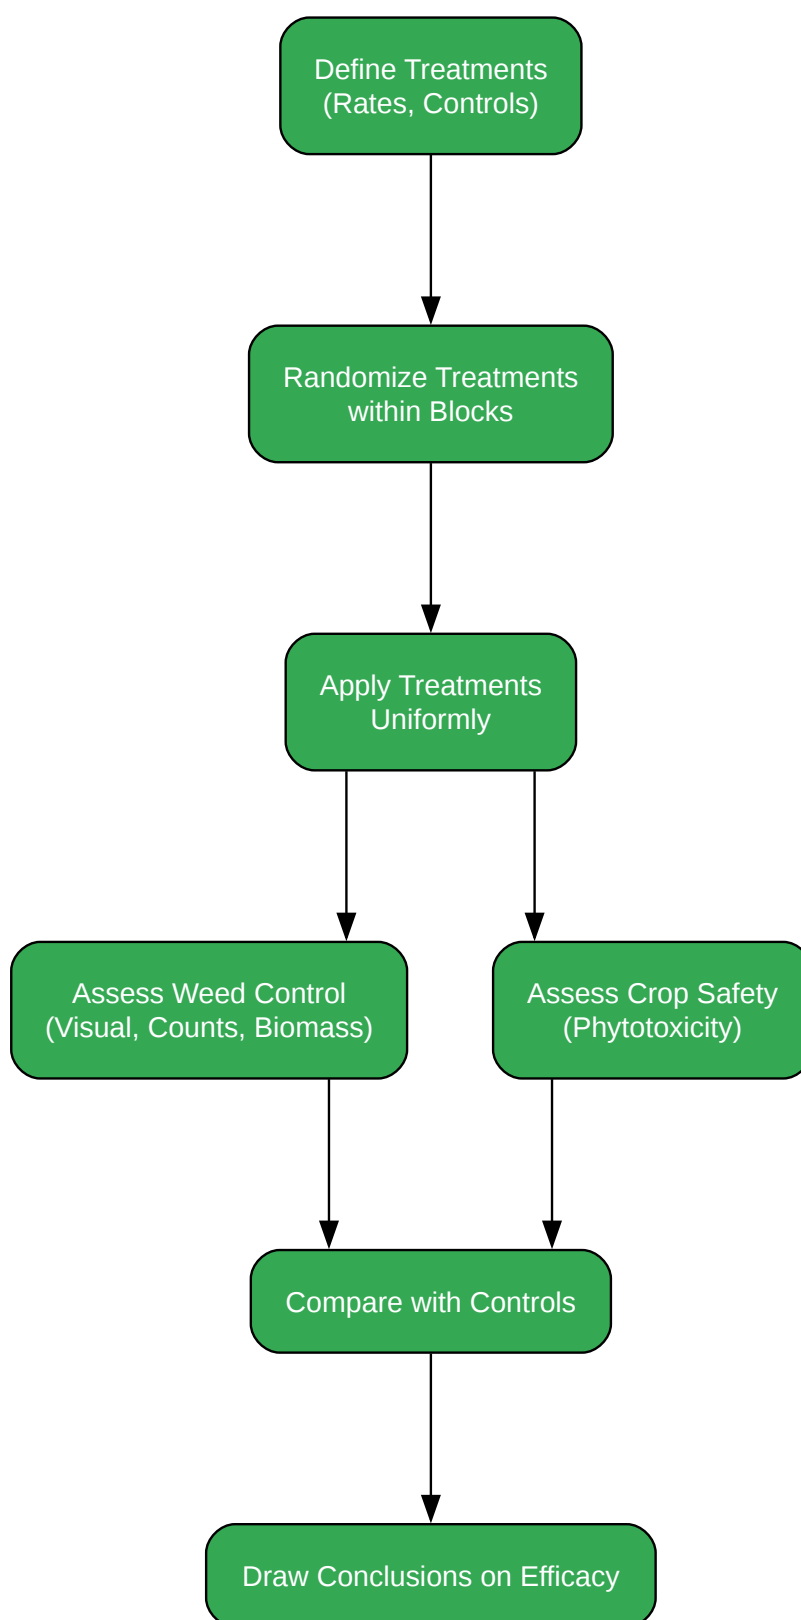 Define Treatments
(Rates, Controls)
Randomize Treatments
within Blocks
Apply Treatments
Uniformly
Assess Weed Control
(Visual, Counts, Biomass)
Assess Crop Safety
(Phytotoxicity)
Compare with Controls
Draw Conclusions on Efficacy